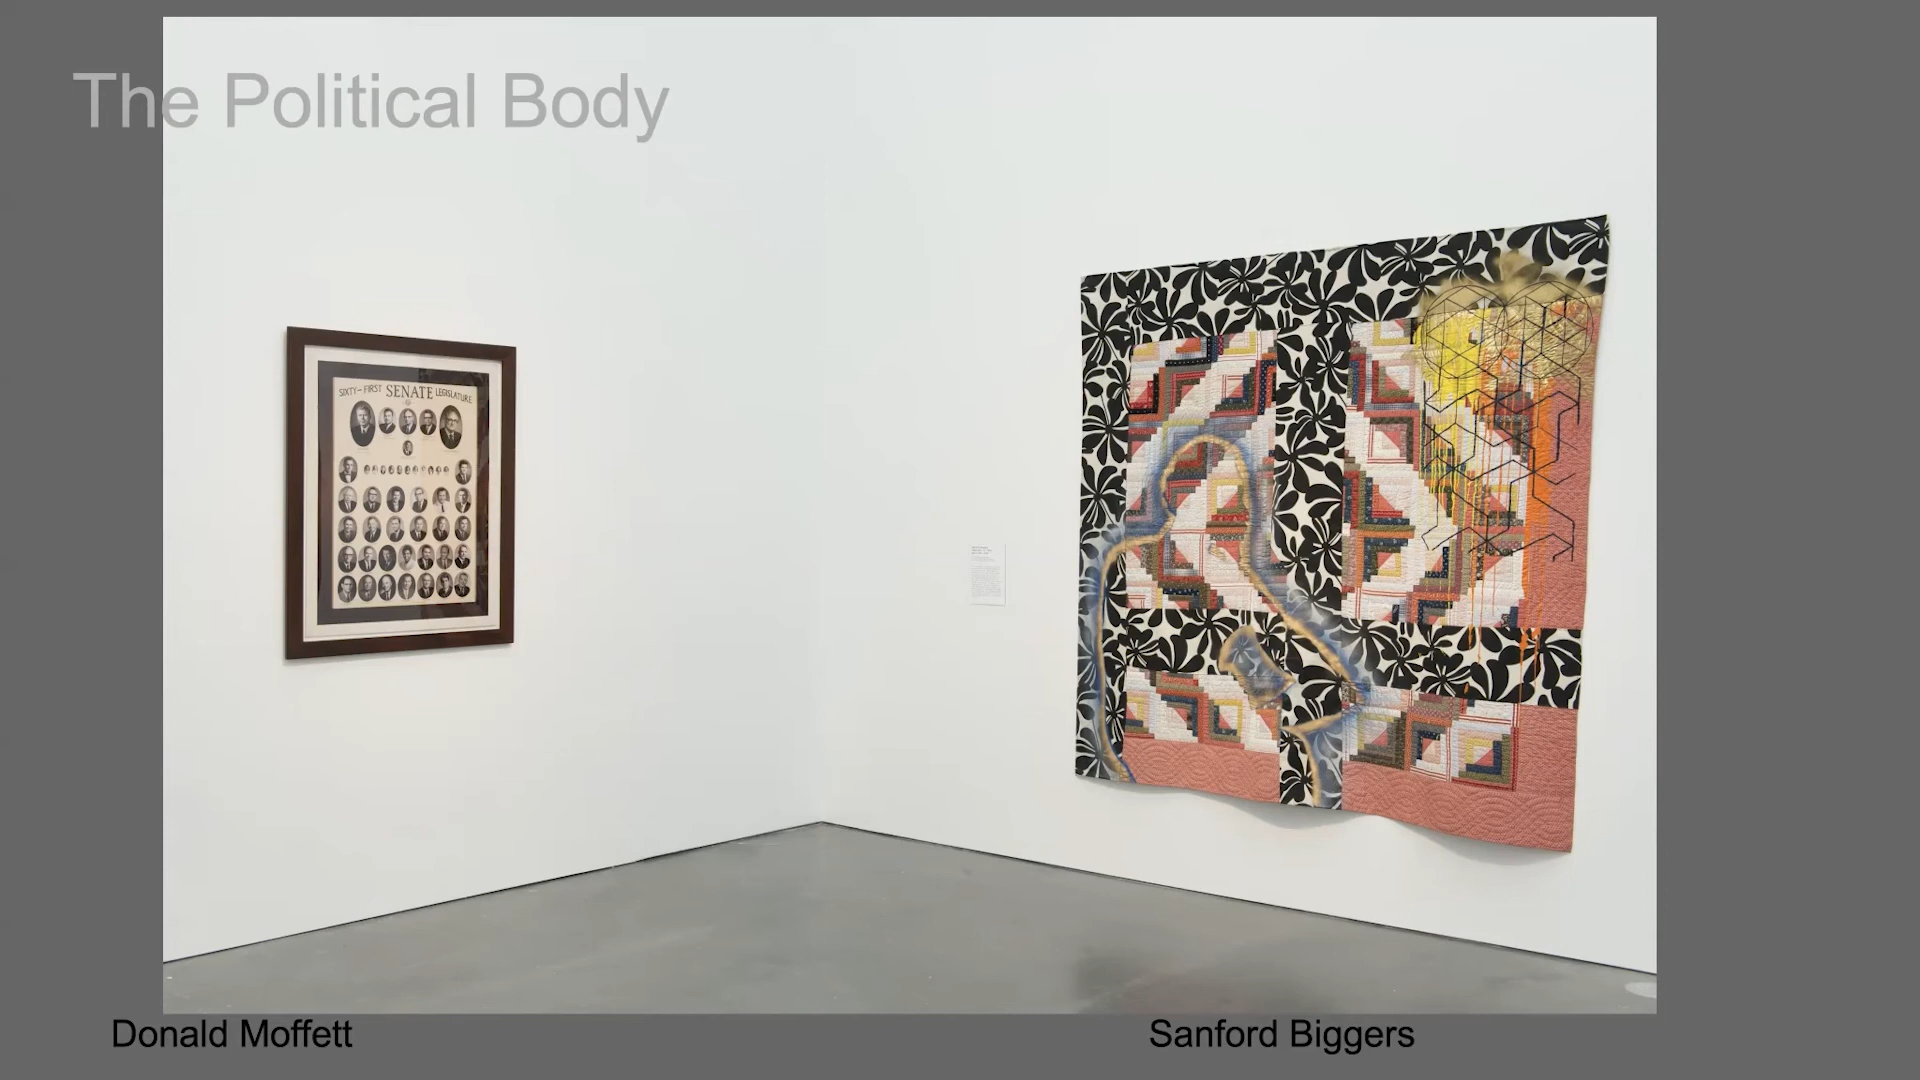 The Political Body
SIXTY-FIRST SENATE LEGISLATURE
Donald Moffett
Sanford Biggers